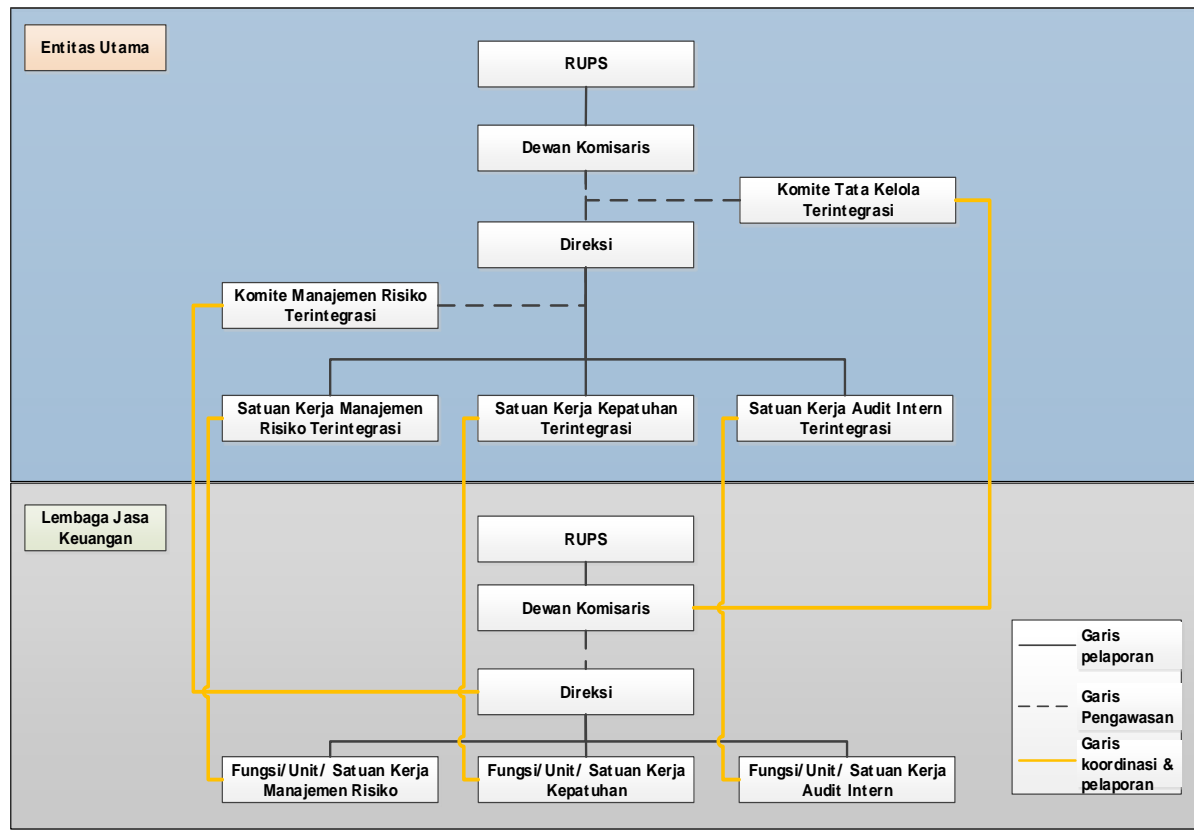 Entitas Utama
RUPS
Dewan Komisaris
Komite Tata Kelola
Terintegrasi
Direksi
Komite Manajemen Risiko
Terintegrasi
Satuan Kerja Manajemen
Risiko Terintegrasi
Satuan Kerja Kepatuhan
Terintegrasi
Satuan Kerja Audit Intern
Terintegrasi
Lembaga Jasa
Keuangan
RUPS
Dewan Komisaris
Direksi
Fungsi/Unit/ Satuan Kerja
Manajemen Risiko
Fungsi/Unit/ Satuan Kerja
Kepatuhan
Fungsi/Unit/ Satuan Kerja
Audit Intern
Garis
pelaporan
Garis
Pengawasan
Garis
koordinasi &
pelaporan